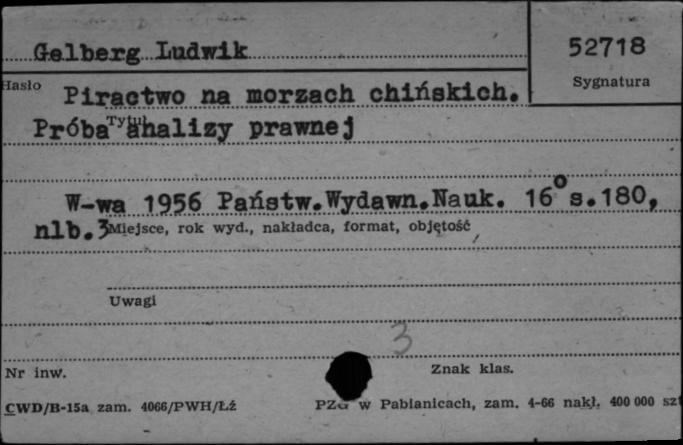 Gelberg Ludwik
52718
Hasło
Sygnatura
Piractwo na morzach chińskich.
Tytuł
Próba analizy prawnej
W-wa 1956 Państw.Wydawn.Nauk. 16° s.180,
nlb.3
Miejsce, rok wyd., nakładca, format, objętość
Uwagi
3
Nr inw.
Znak klas.
CWD/B-15a zam. 4066/PWH/Łź
PZG w Pabianicach, zam. 4-66 nakł. 400 000 szt